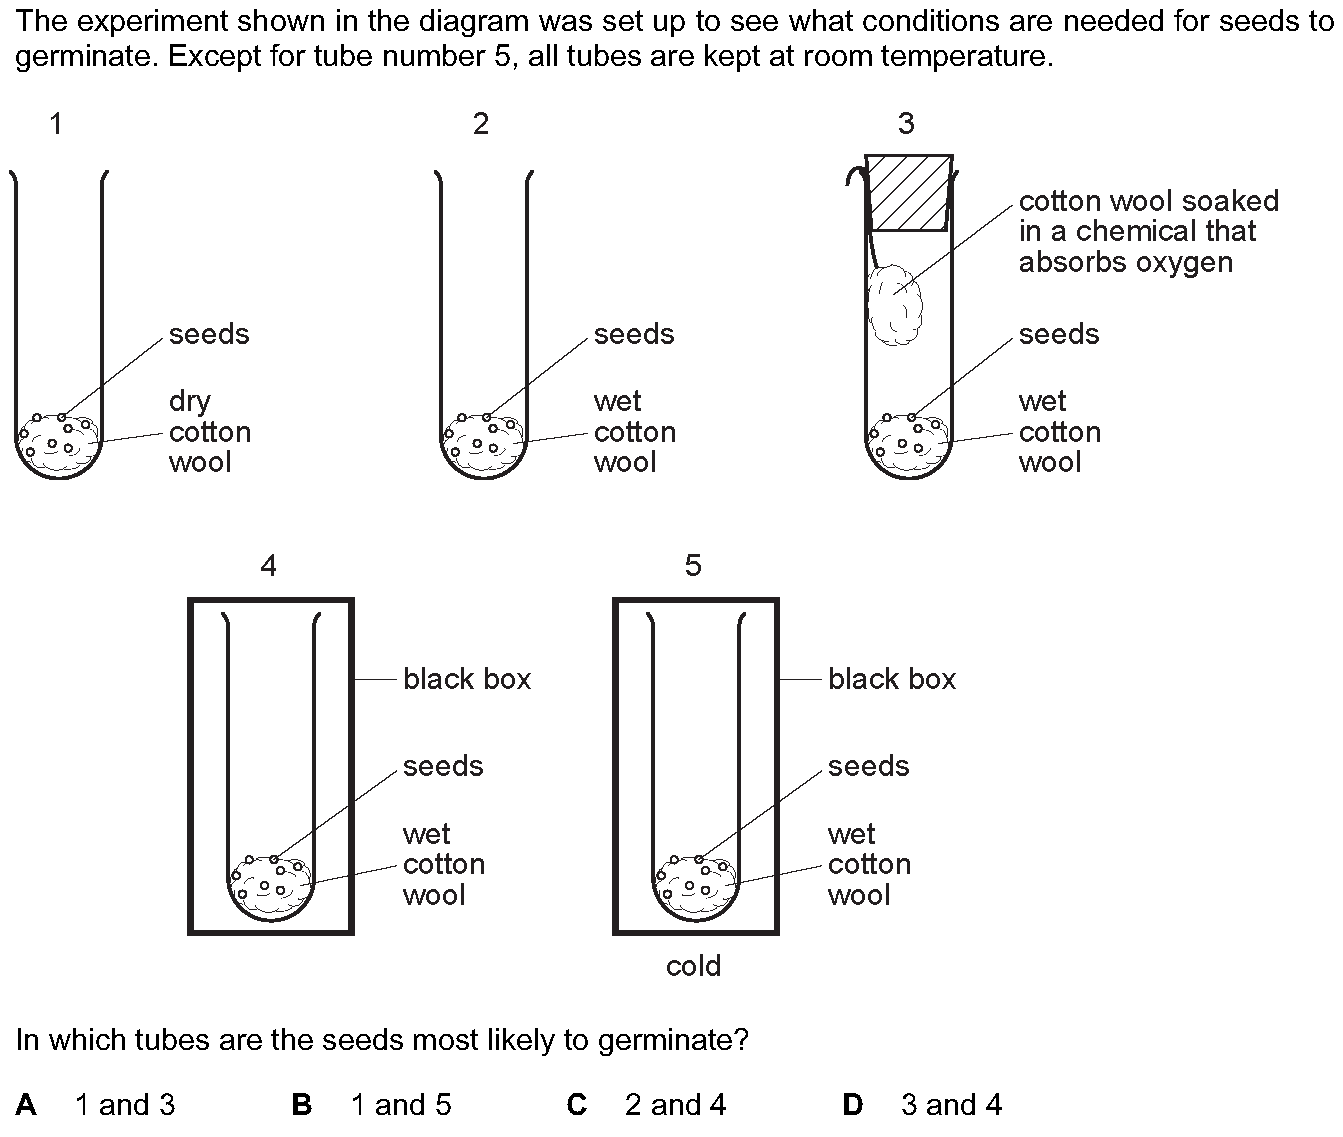 The experiment shown in the diagram was set up to see what conditions are needed for seeds to
germinate. Except for tube number 5, all tubes are kept at room temperature.
1
2
3
cotton wool soaked
in a chemical that
absorbs oxygen
seeds
dry
cotton
wool
seeds
wet
cotton
wool
seeds
wet
cotton
wool
4
5
black box
seeds
wet
cotton
wool
black box
seeds
wet
cotton
wool
cold
In which tubes are the seeds most likely to germinate?
A 1 and 3 B 1 and 5 C 2 and 4 D 3 and 4